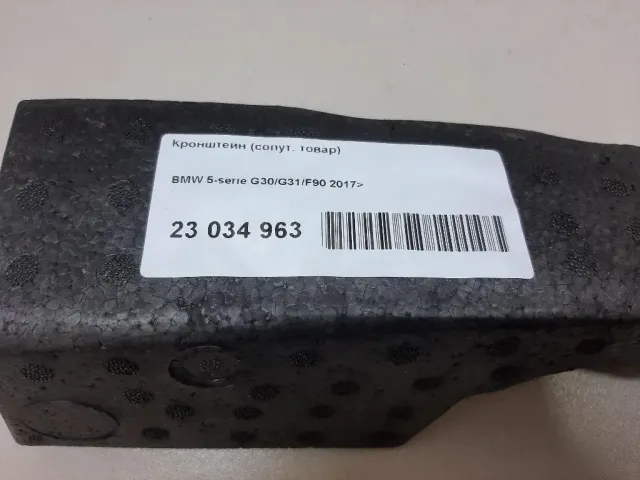 Кронштейн (сопут. товар)
BMW 5-serie G30/G31/F90 2017>
23 034 963